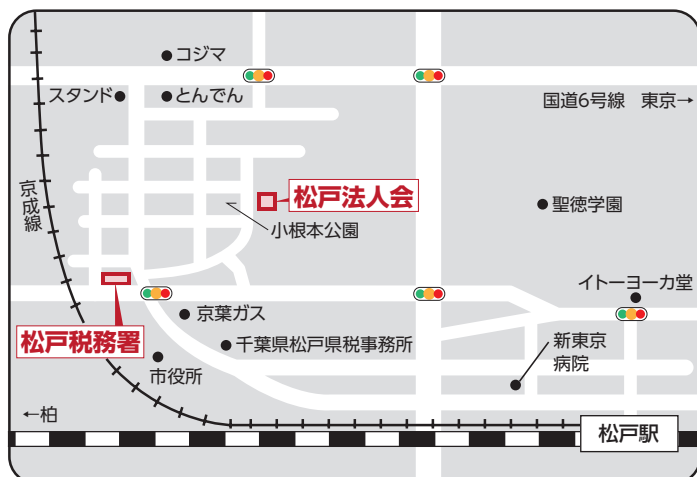 コジマ
スタンド
とんでん
国道6号線 東京→
京成線
松戸法人会
小根本公園
聖徳学園
イトーヨーカ堂
京葉ガス
松戸税務署
千葉県松戸県税事務所
新東京
病院
市役所
←柏
松戸駅